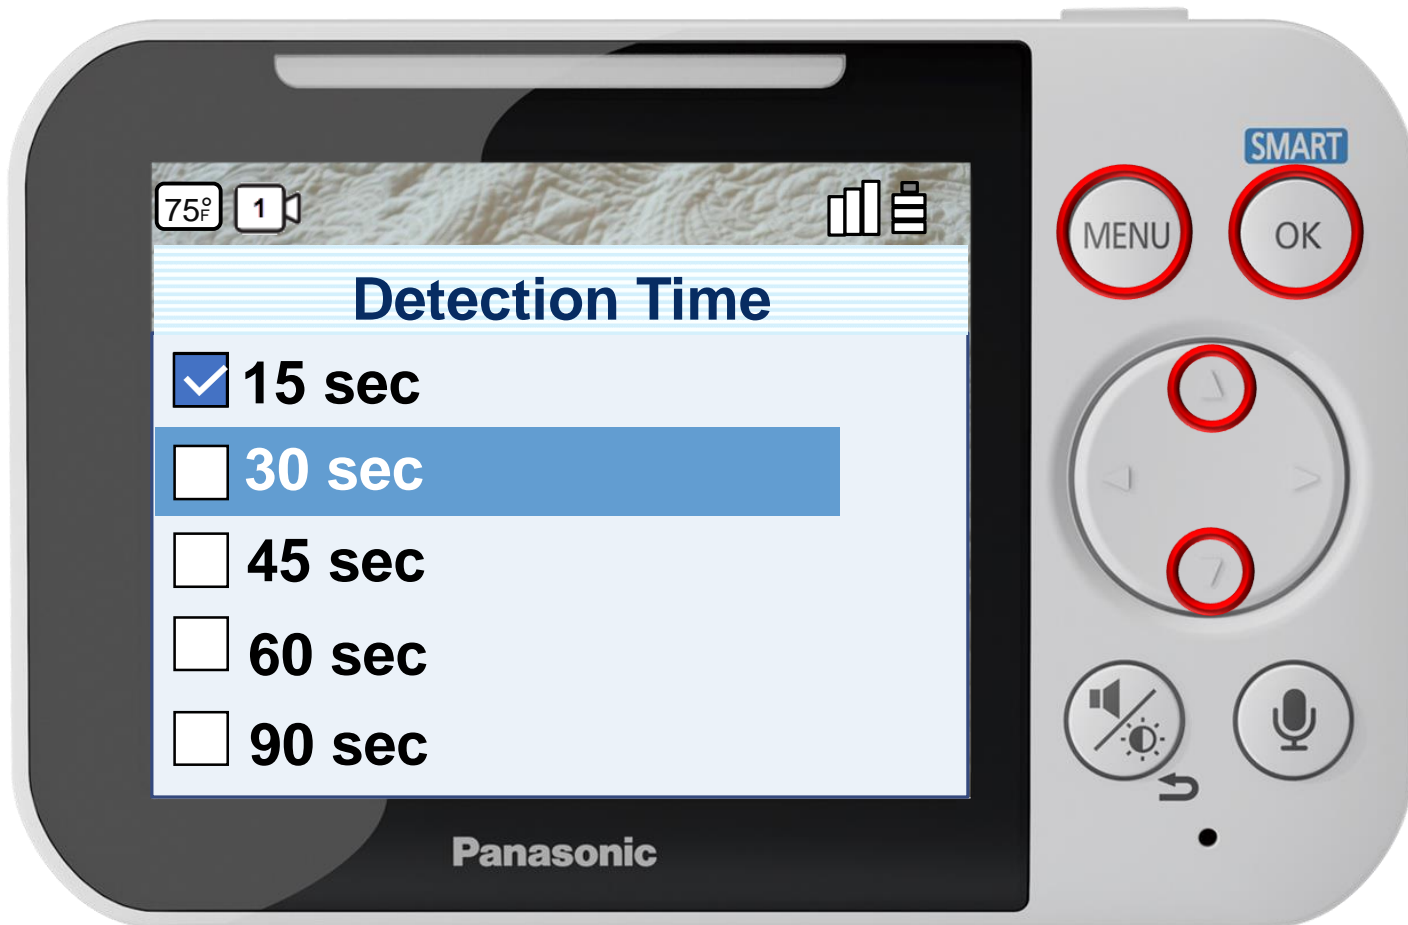 SMART
75°F 1
MENU OK
Detection Time
15 sec
30 sec
45 sec
60 sec
90 sec
Panasonic